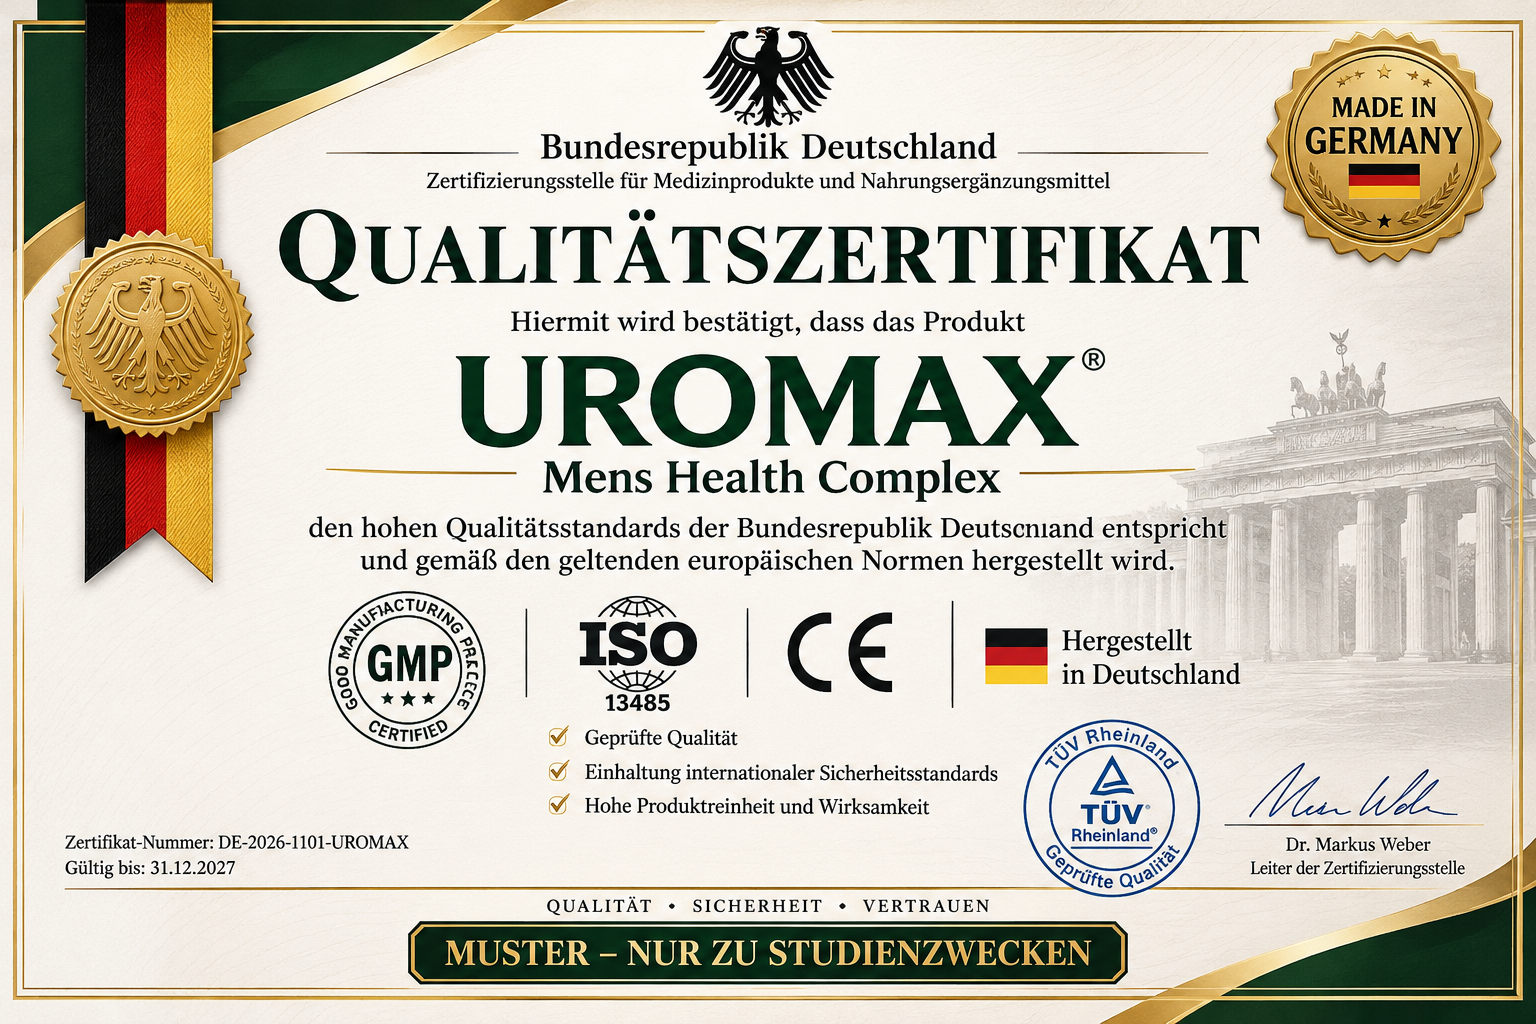 Bundesrepublik Deutschland
Zertifizierungsstelle für Medizinprodukte und Nahrungsergänzungsmittel
MADE IN
GERMANY
QUALITÄTSZERTIFIKAT
Hiermit wird bestätigt, dass das Produkt
UROMAX®
Mens Health Complex
den hohen Qualitätsstandards der Bundesrepublik Deutscnıand entspricht
und gemäß den geltenden europäischen Normen hergestellt wird.
GOOO MANUFIACTURING
GMP
CERTIFIED
ISO
13485
CE
Hergestellt
in Deutschland
Geprüfte Qualität
Einhaltung internationaler Sicherheitsstandards
Hohe Produktreinheit und Wirksamkeit
TÜV Rheinland
TÜV®
Rheinland®
Geprüfte Qualität
Dr. Markus Weber
Leiter der Zertifizierungsstelle
Zertifikat-Nummer: DE-2026-1101-UROMAX
Gültig bis: 31.12.2027
QUALITÄT • SICHERHEIT • VERTRAUEN
MUSTER – NUR ZU STUDIENZWECKEN